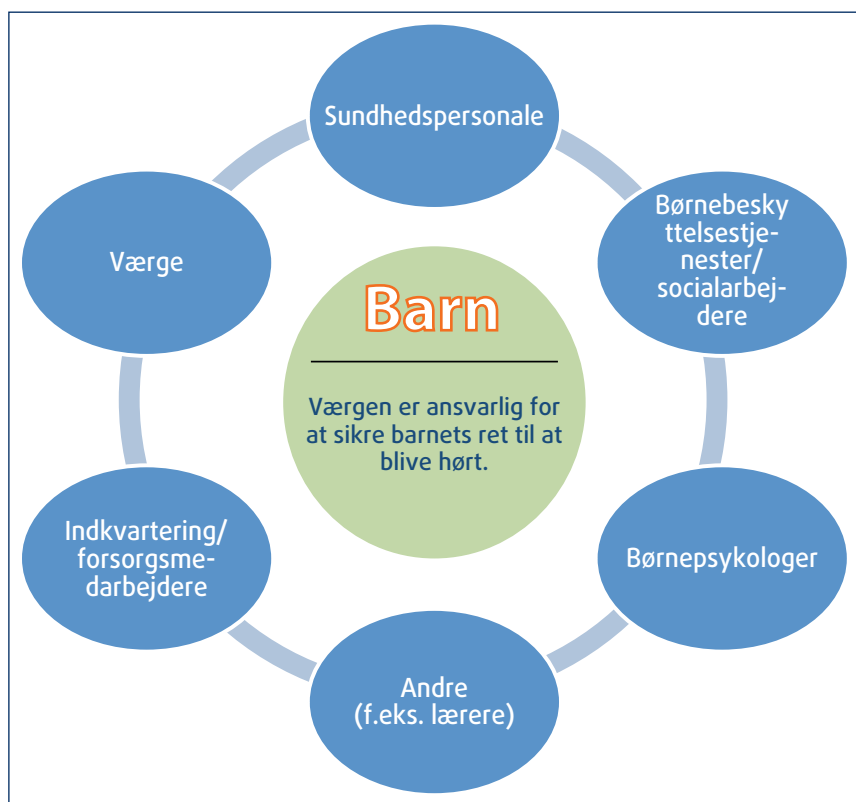 Sundhedspersonale
Børnebesky
ttelsestje-
nester/
socialarbej-
dere
Børnepsykologer
Andre
(f.eks. lærere)
Indkvartering/
forsorgsme-
darbejdere
Værge
Barn
Værgen er ansvarlig for
at sikre barnets ret til at
blive hørt.